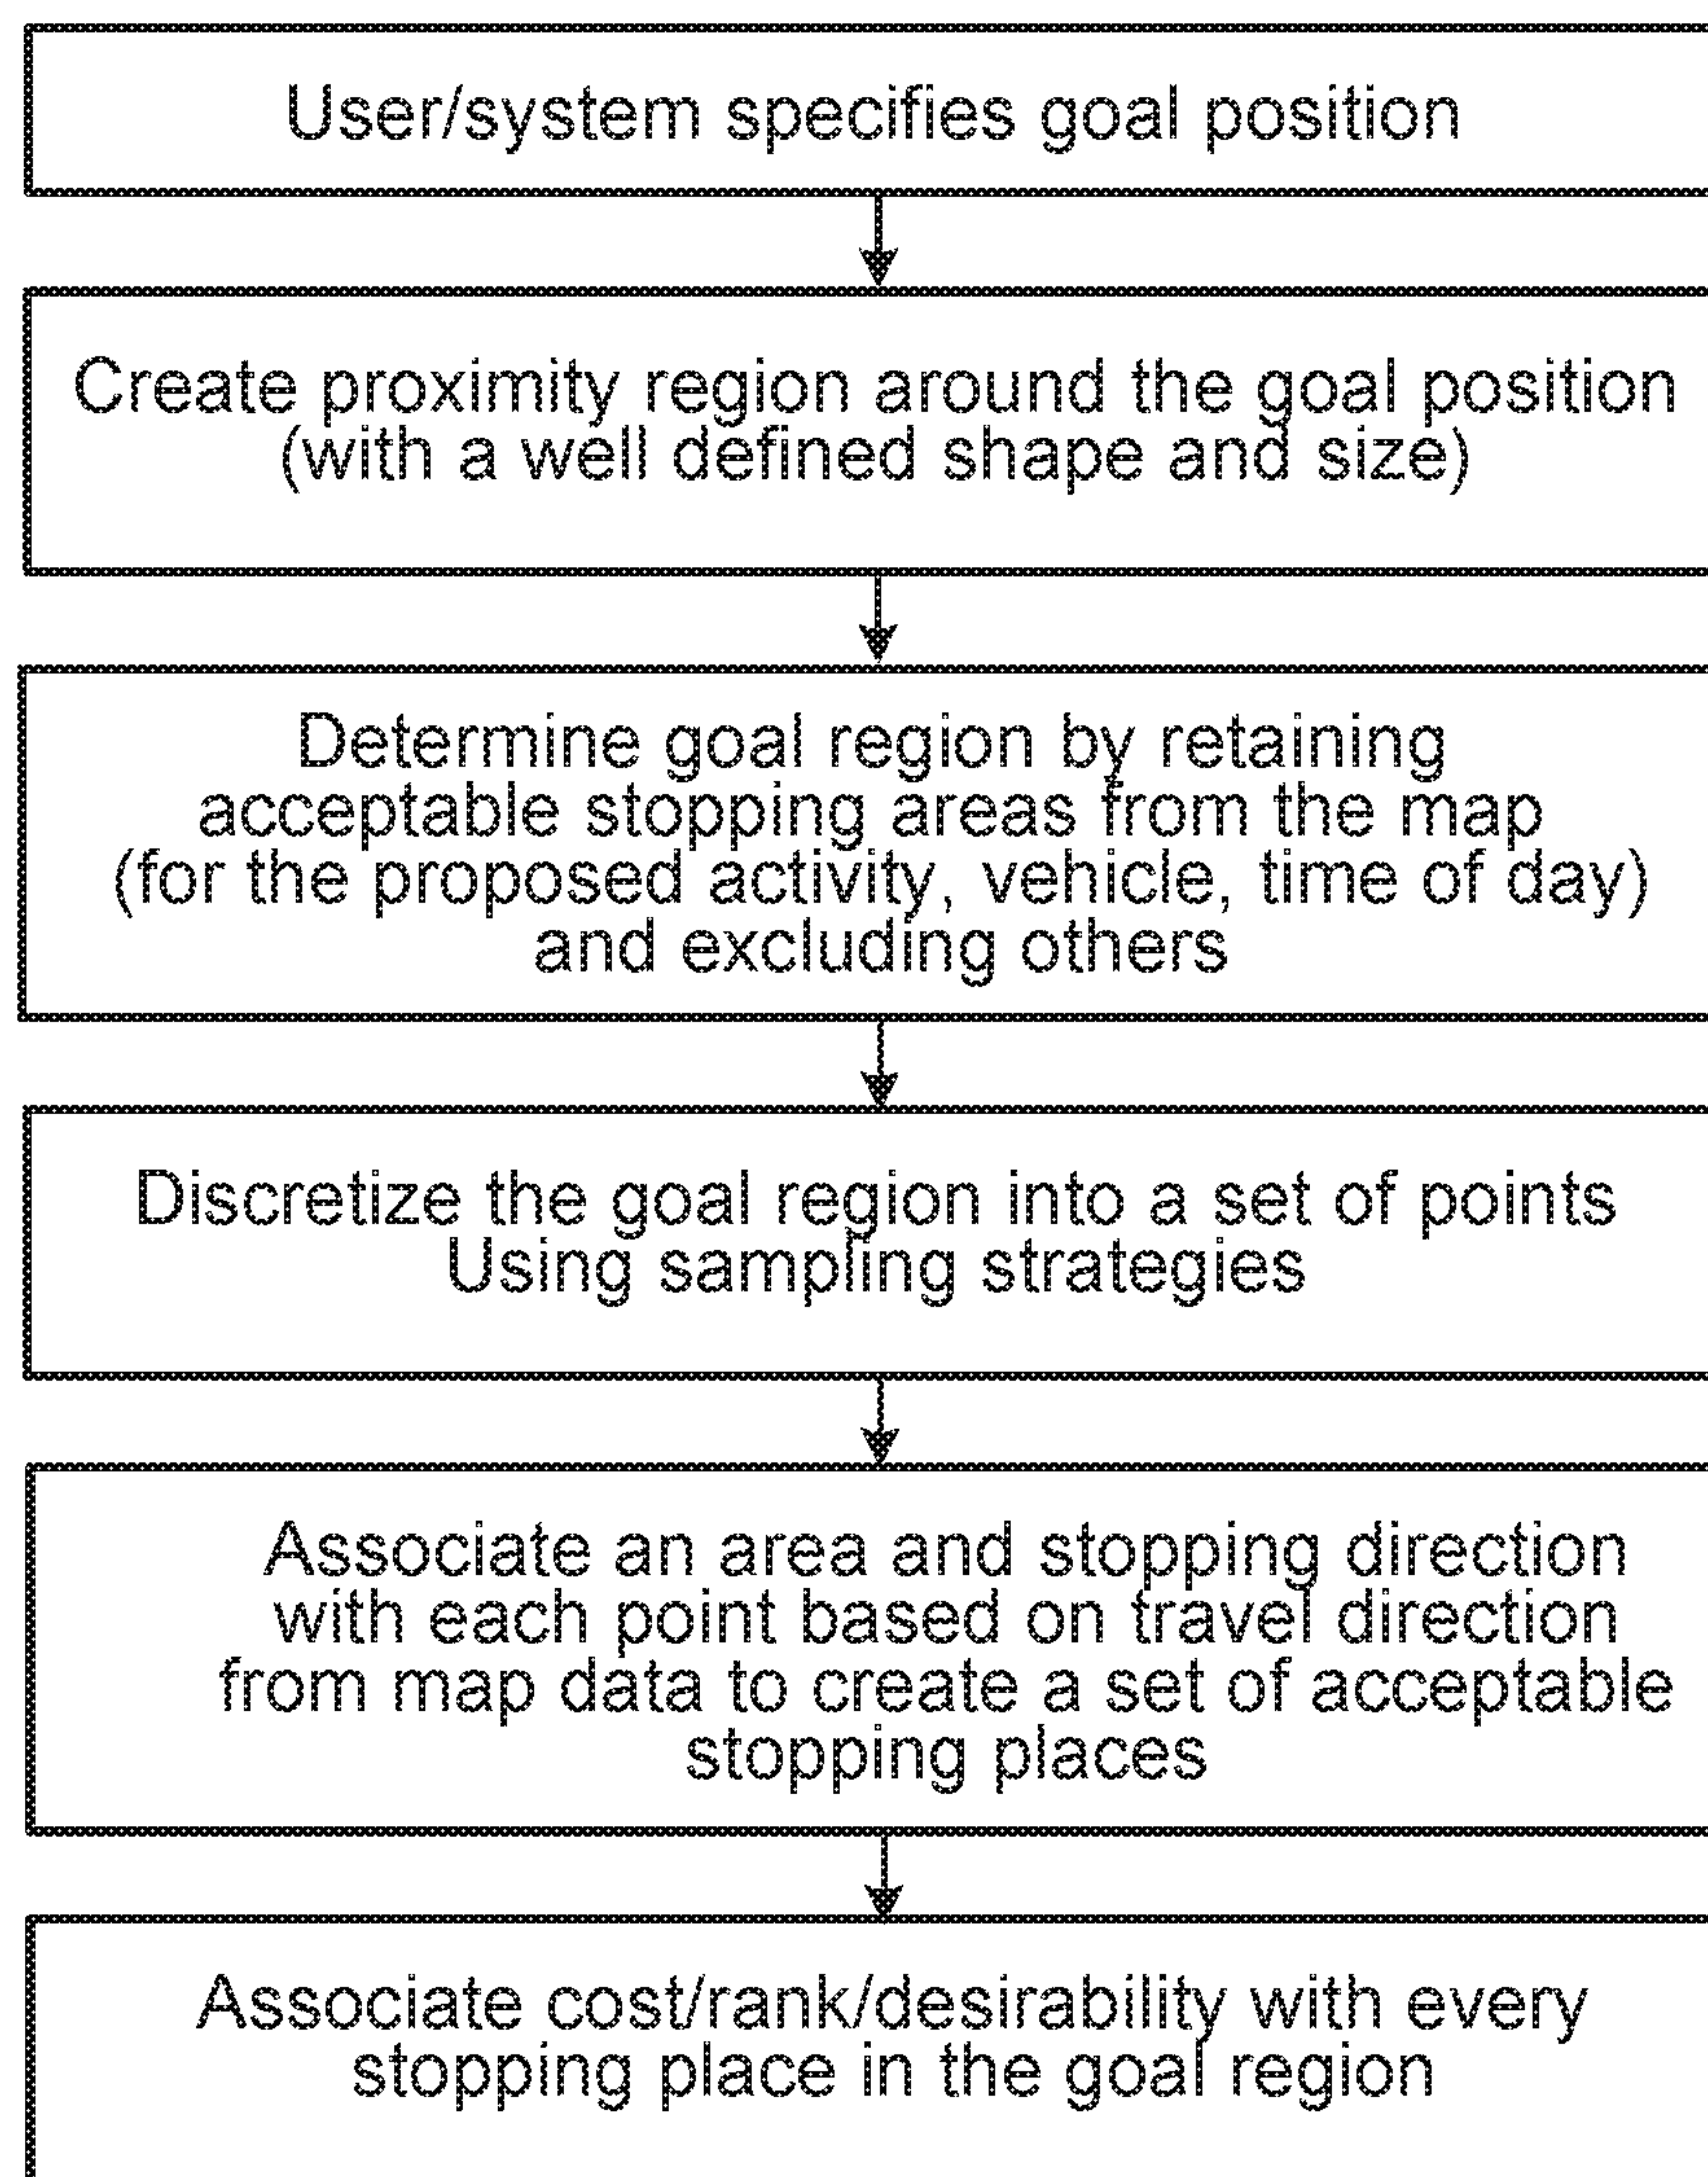 User/system specifies goal position
Create proximity region around the goal position
(with a well defined shape and size)
Determine goal region by retaining
acceptable stopping areas from the map
(for the proposed activity, vehicle, time of day)
and excluding others
Discretize the goal region into a set of points
Using sampling strategies
Associate an area and stopping direction
with each point based on travel direction
from map data to create a set of acceptable
stopping places
Associate cost/rank/desirability with every
stopping place in the goal region